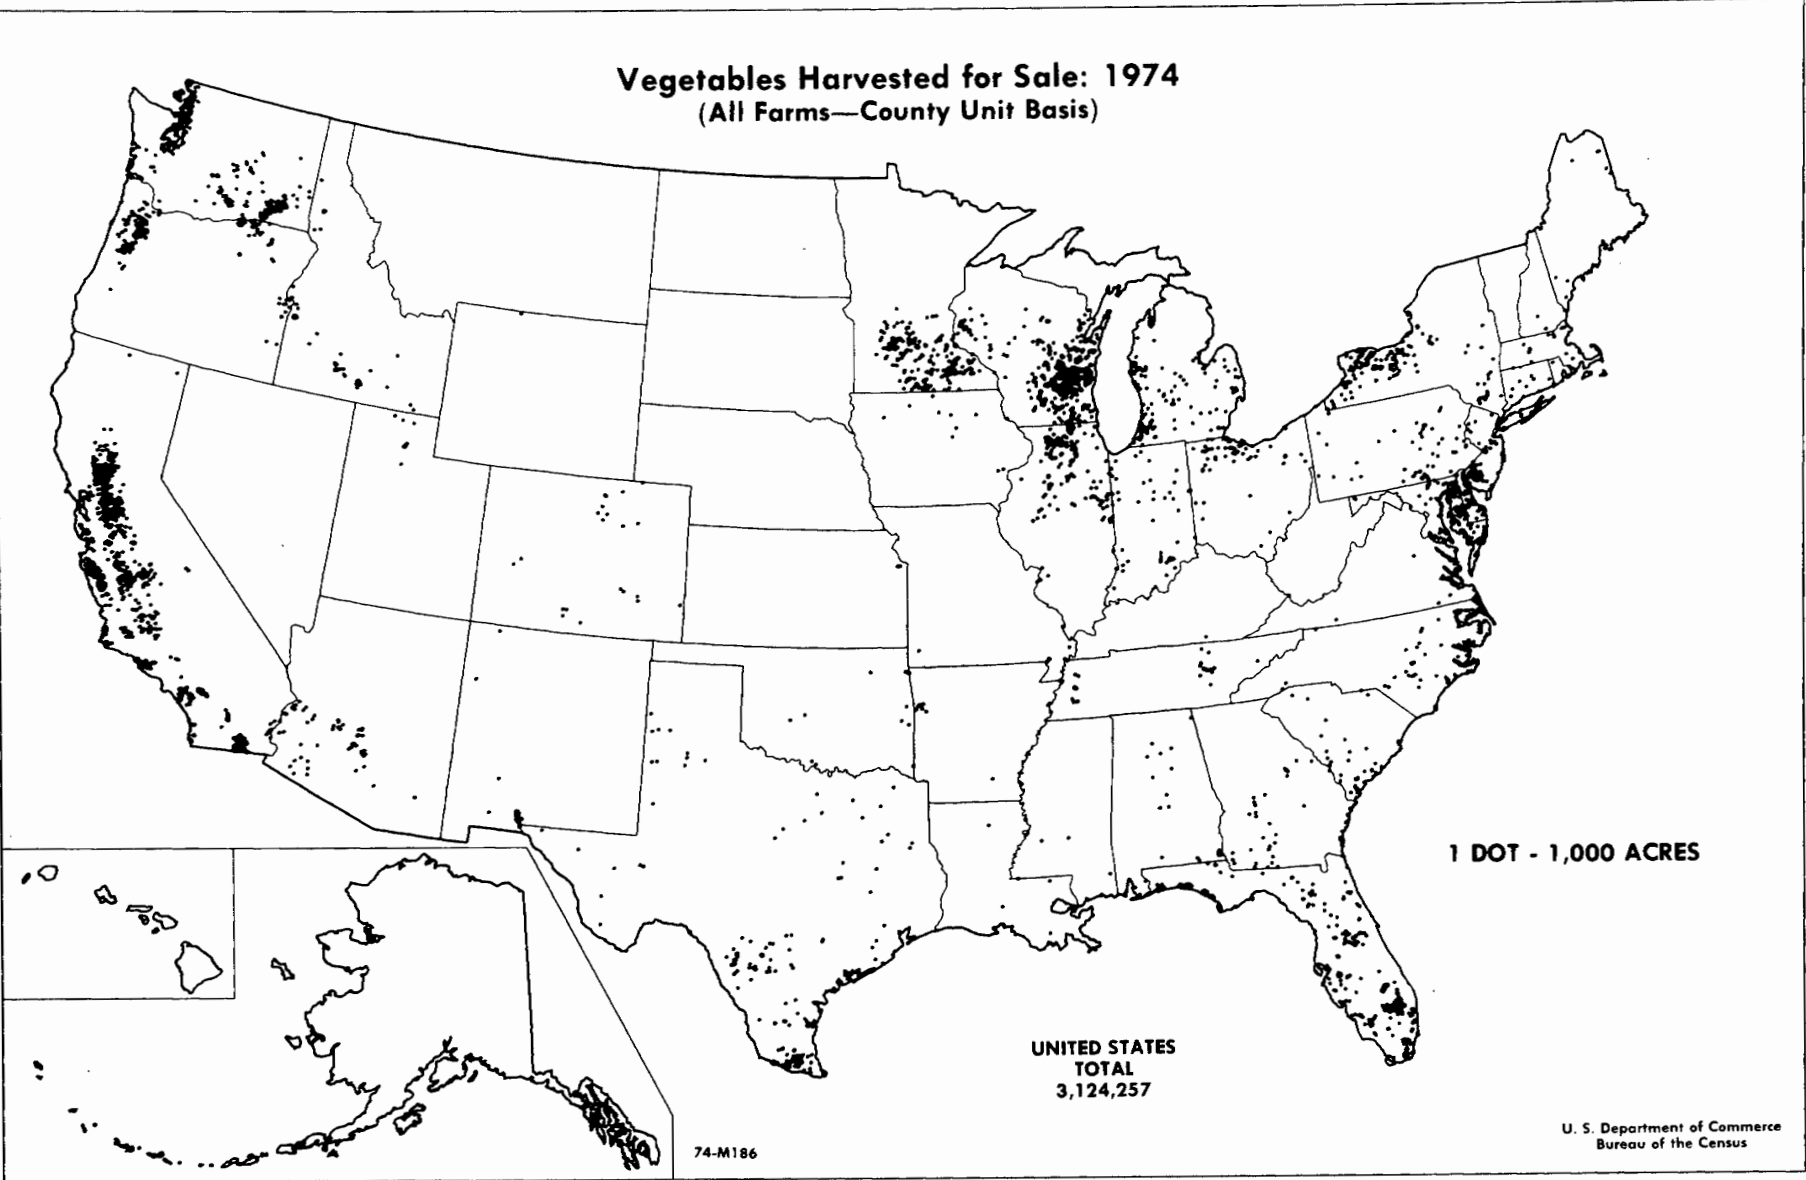 Vegetables Harvested for Sale: 1974
(All Farms—County Unit Basis)
1 DOT - 1,000 ACRES
UNITED STATES
TOTAL
3,124,257
74-M186
U. S. Department of Commerce
Bureau of the Census